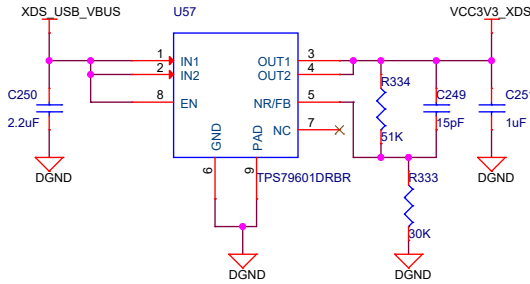 XDS_USB_VBUS
U57
VCC3V3_XDS
1
IN1
OUT1
3
2
IN2
OUT2
4
8
EN
NR/FB
5
NC
7
GND
PAD
6
9
TPS79601DRBR
C250
2.2uF
R334
51K
C249
15pF
C251
1uF
R333
30K
DGND
DGND
DGND
DGND